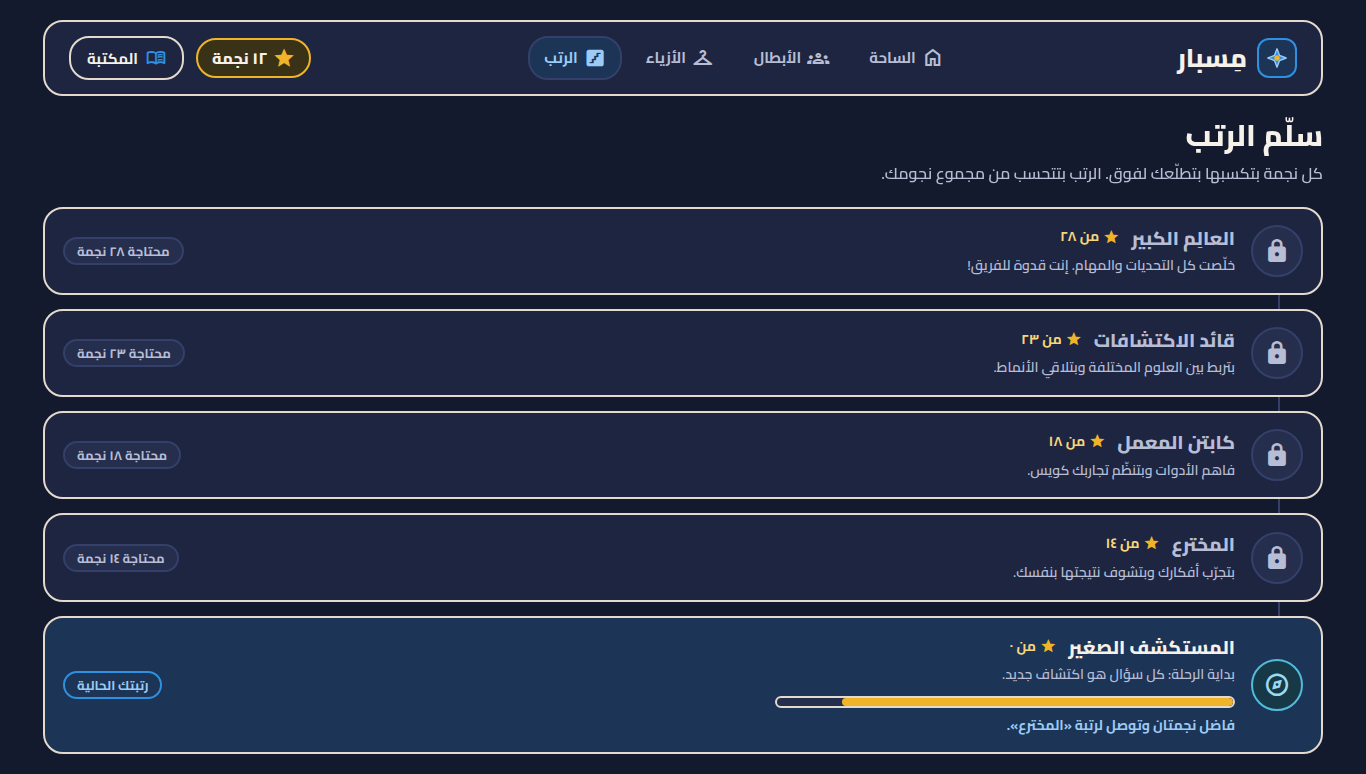 مِسبار
الساحة
الأبطال
الأزياء
الرتب
١٢ نجمة
المكتبة
سلّم الرتب
كل نجمة بتكسبها بتطلّعك لفوق. الرتب بتتحسب من مجموع نجومك.
العالِم الكبير من ٢٨
خلّصت كل التحديات والمهام. إنت قدوة للفريق!
محتاجة ٢٨ نجمة
قائد الاكتشافات من ٢٣
بتربط بين العلوم المختلفة وبتلاقي الأنماط.
محتاجة ٢٣ نجمة
كابتن المعمل من ١٨
فاهم الأدوات وبتنظّم تجاربك كويس.
محتاجة ١٨ نجمة
المخترع من ١٤
بتجرّب أفكارك وبتشوف نتيجتها بنفسك.
محتاجة ١٤ نجمة
المستكشف الصغير من ٠
بداية الرحلة: كل سؤال هو اكتشاف جديد.
فاضل نجمتان وتوصل لرتبة «المخترع».
رتبتك الحالية